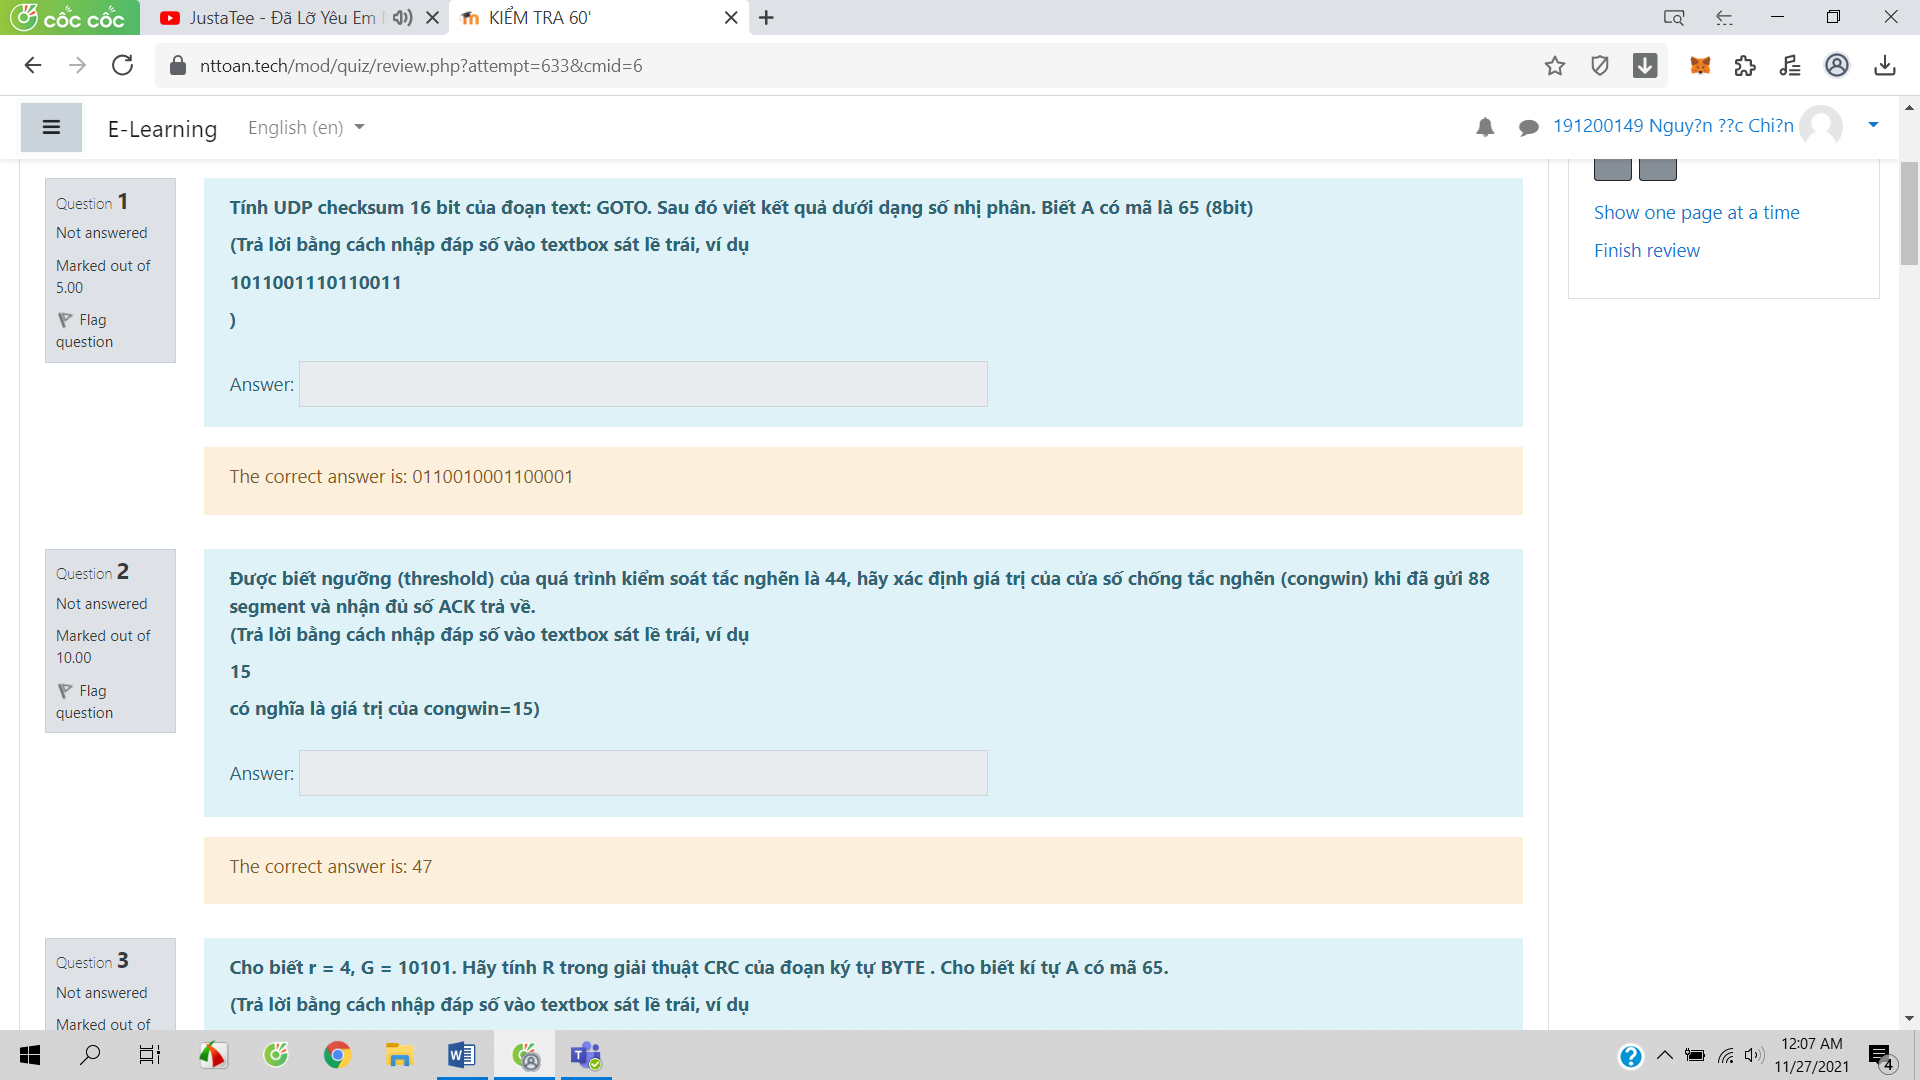 cốc cốc
JustaTee - Đã Lỡ Yêu Em
KIỂM TRA 60'
nttoan.tech/mod/quiz/review.php?attempt=633&cmid=6
E-Learning
English (en)
191200149 Nguy?n ??c Chi?n
Question 1
Not answered
Marked out of
5.00
Flag
question
Tính UDP checksum 16 bit của đoạn text: GOTO. Sau đó viết kết quả dưới dạng số nhị phân. Biết A có mã là 65 (8bit)
(Trả lời bằng cách nhập đáp số vào textbox sát lề trái, ví dụ
1011001110110011
)
Answer:
The correct answer is: 0110010001100001
Show one page at a time
Finish review
Question 2
Not answered
Marked out of
10.00
Flag
question
Được biết ngưỡng (threshold) của quá trình kiểm soát tắc nghẽn là 44, hãy xác định giá trị của cửa sổ chống tắc nghẽn (congwin) khi đã gửi 88
segment và nhận đủ số ACK trả về.
(Trả lời bằng cách nhập đáp số vào textbox sát lề trái, ví dụ
15
có nghĩa là giá trị của congwin=15)
Answer:
The correct answer is: 47
Question 3
Not answered
Marked out of
Cho biết r = 4, G = 10101. Hãy tính R trong giải thuật CRC của đoạn ký tự BYTE . Cho biết kí tự A có mã 65.
(Trả lời bằng cách nhập đáp số vào textbox sát lề trái, ví dụ
12:07 AM
11/27/2021
4